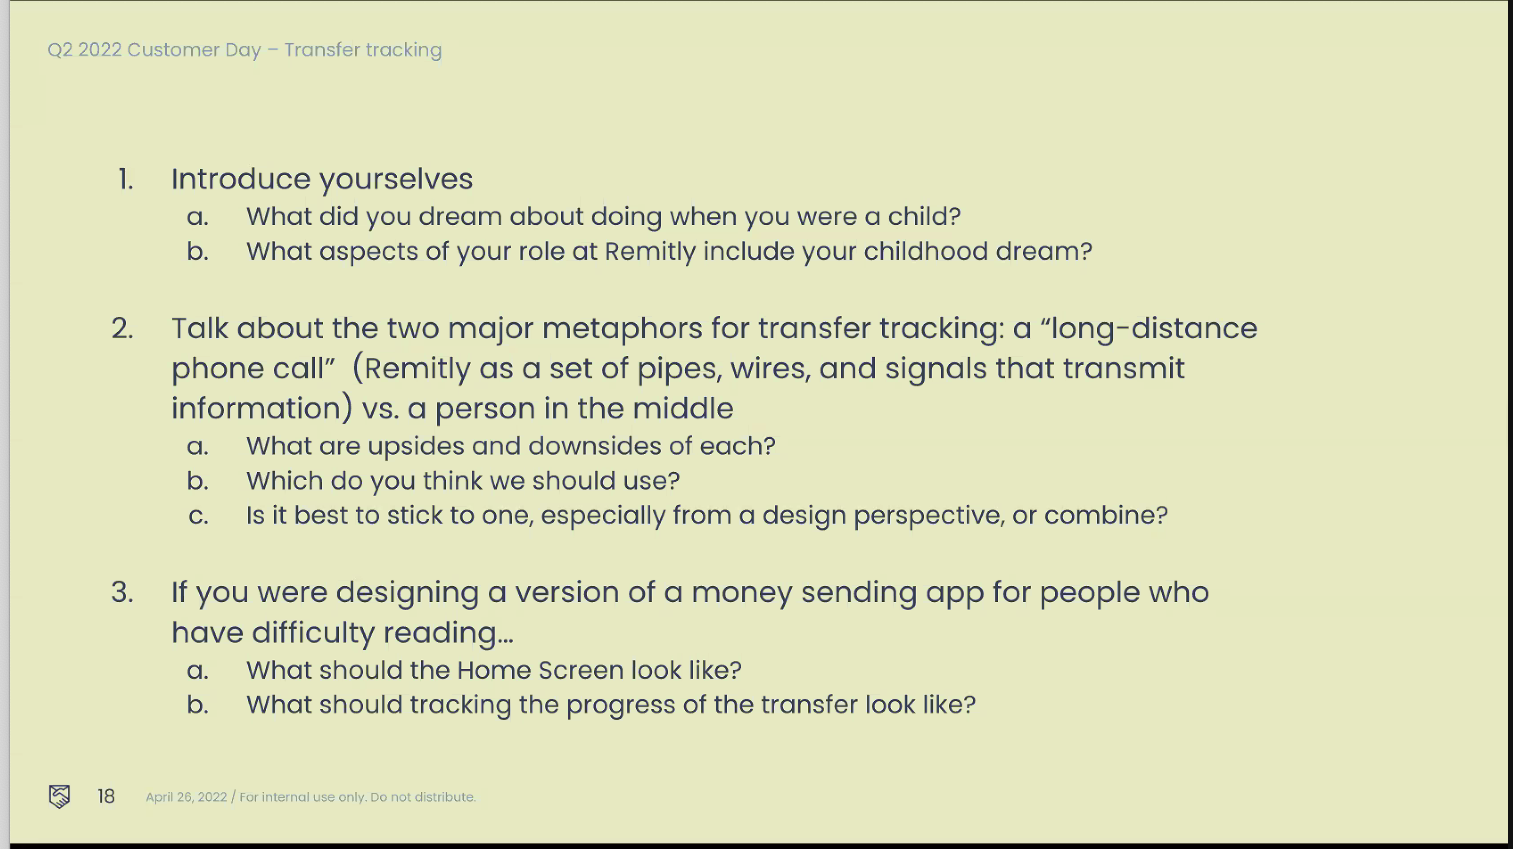 Q2 2022 Customer Day – Transfer tracking
1. Introduce yourselves
a. What did you dream about doing when you were a child?
b. What aspects of your role at Remitly include your childhood dream?
2. Talk about the two major metaphors for transfer tracking: a “long-distance
phone call” (Remitly as a set of pipes, wires, and signals that transmit
information) vs. a person in the middle
a. What are upsides and downsides of each?
b. Which do you think we should use?
c. Is it best to stick to one, especially from a design perspective, or combine?
3. If you were designing a version of a money sending app for people who
have difficulty reading…
a. What should the Home Screen look like?
b. What should tracking the progress of the transfer look like?
18 April 26, 2022 / For internal use only. Do not distribute.